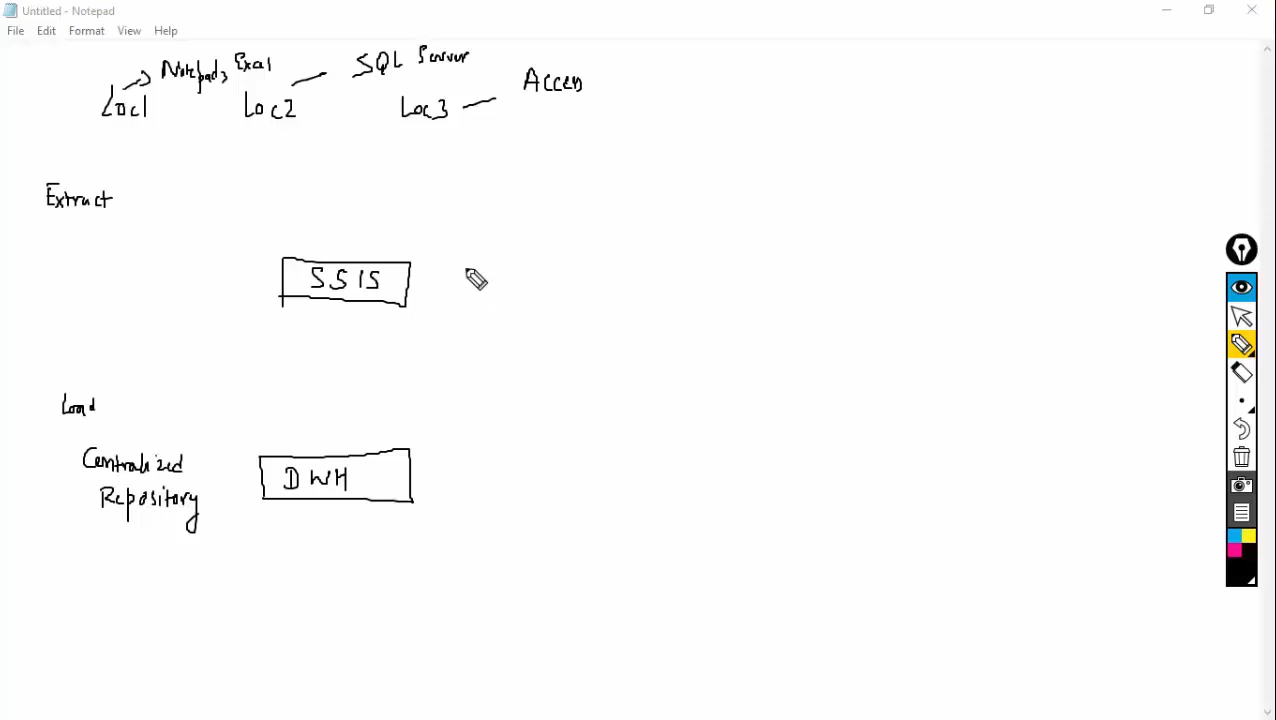 Untitled - Notepad
File Edit Format View Help
Notepad, Excel SQL Server Access
Loc1 Loc2 Loc3
Extract
SSIS
Load
Centralized
Repository
DWH